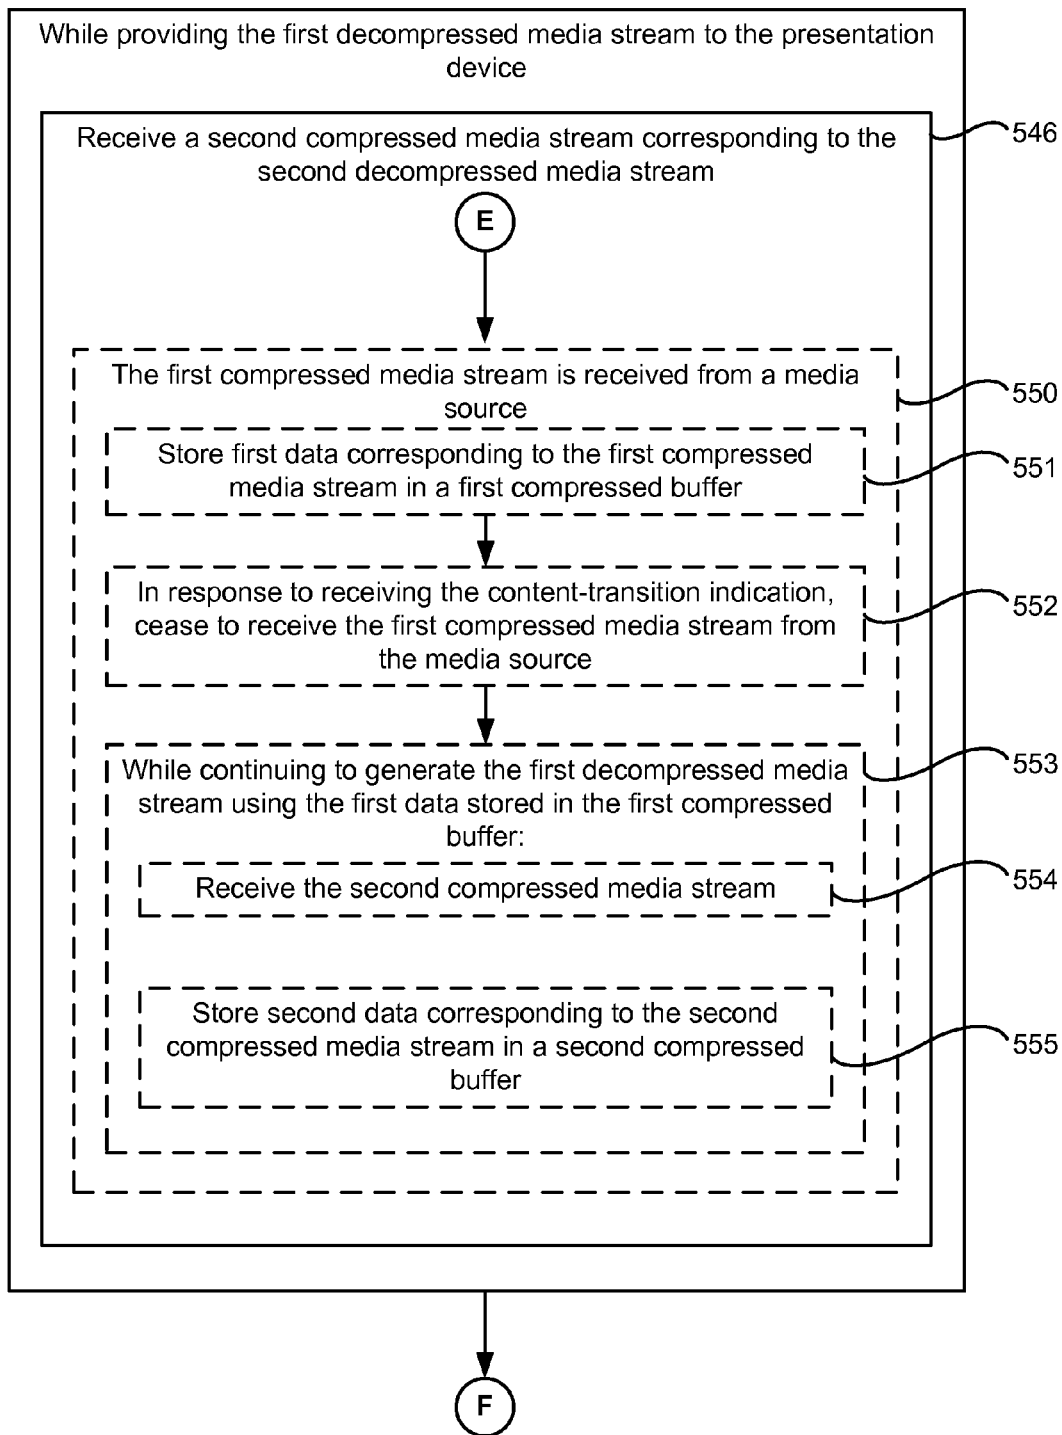 While providing the first decompressed media stream to the presentation
device
Receive a second compressed media stream corresponding to the
second decompressed media stream
546
E
The first compressed media stream is received from a media
source
550
Store first data corresponding to the first compressed
media stream in a first compressed buffer
551
In response to receiving the content-transition indication,
cease to receive the first compressed media stream from
the media source
552
While continuing to generate the first decompressed media
stream using the first data stored in the first compressed
buffer:
553
Receive the second compressed media stream
554
Store second data corresponding to the second
compressed media stream in a second compressed
buffer
555
F